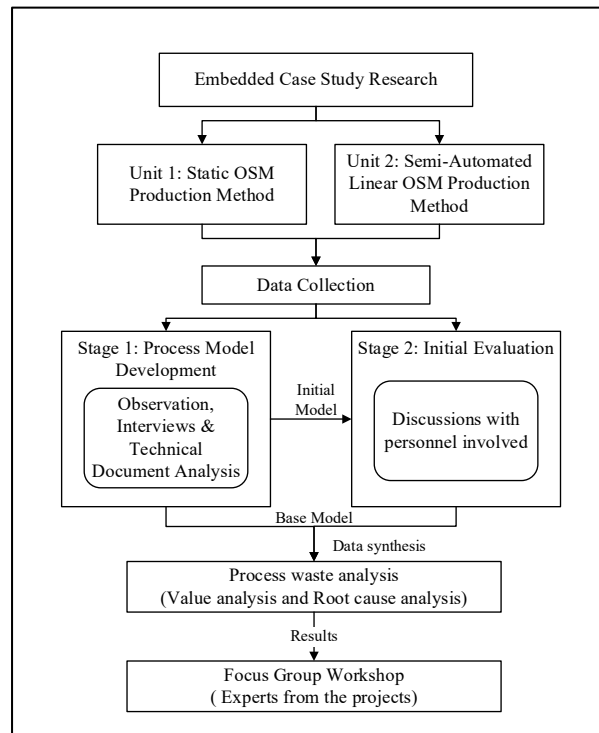 Embedded Case Study Research
Unit 1: Static OSM
Production Method
Unit 2: Semi-Automated
Linear OSM Production
Method
Data Collection
Stage 1: Process Model
Development
Observation,
Interviews &
Technical
Document Analysis
Initial
Model
Stage 2: Initial Evaluation
Discussions with
personnel involved
Base Model
Data synthesis
Process waste analysis
(Value analysis and Root cause analysis)
Results
Focus Group Workshop
( Experts from the projects)